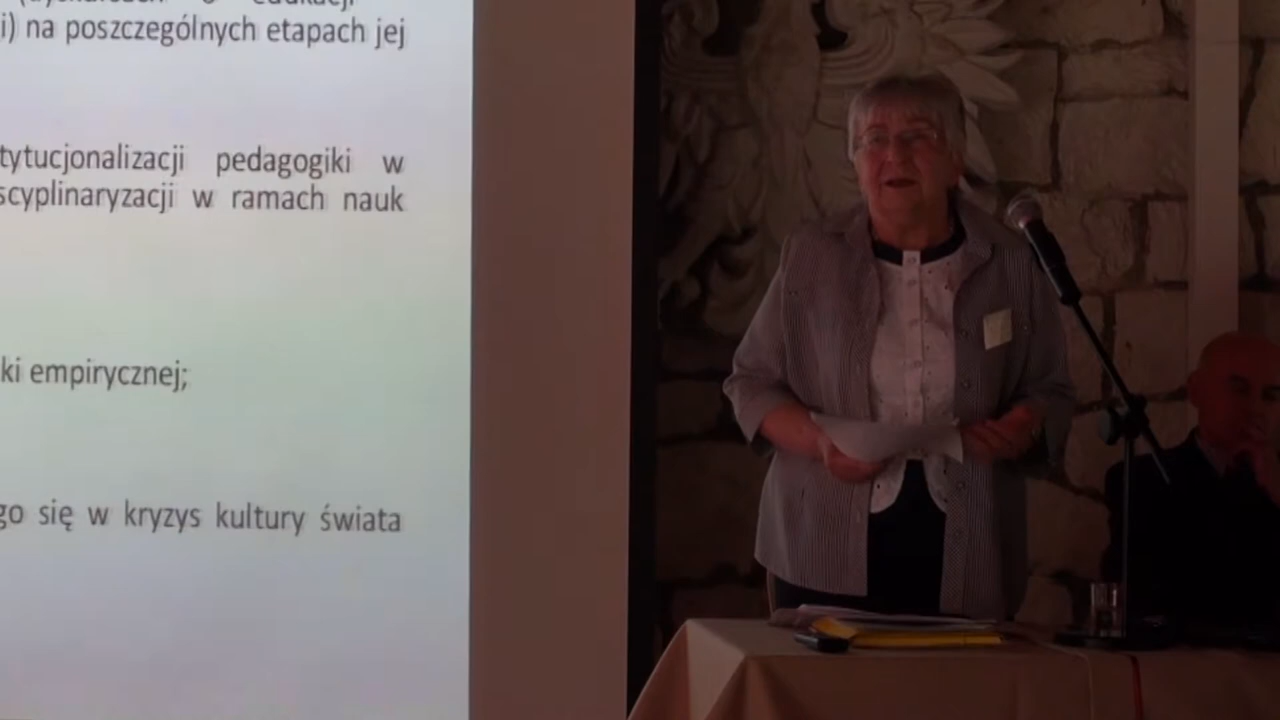 i) na poszczególnych etapach jej
tytucjonalizacji pedagogiki w
scyplinaryzacji w ramach nauk
ki empirycznej;
go się w kryzys kultury świata